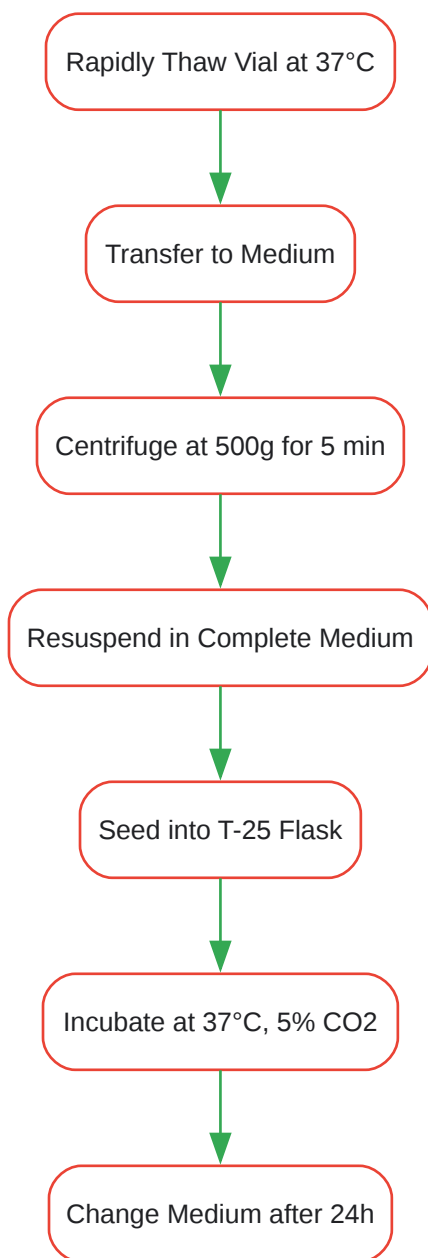 Rapidly Thaw Vial at 37°C
Transfer to Medium
Centrifuge at 500g for 5 min
Resuspend in Complete Medium
Seed into T-25 Flask
Incubate at 37°C, 5% CO2
Change Medium after 24h